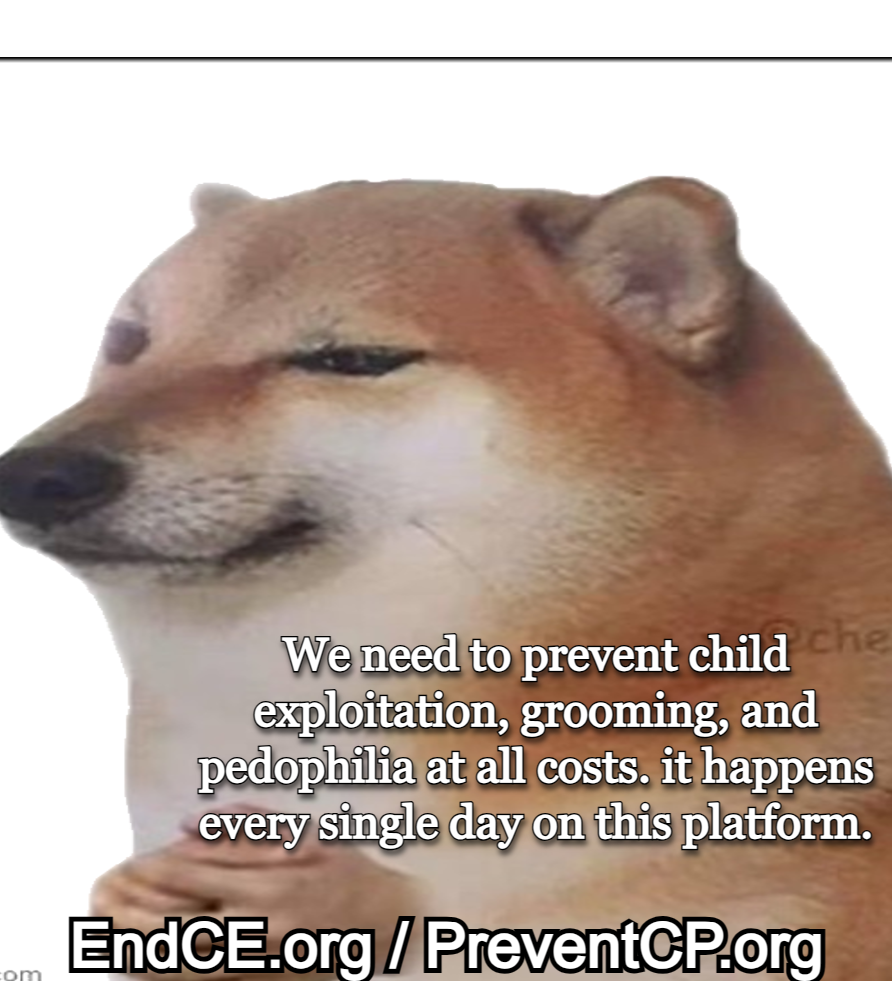 We need to prevent child
exploitation, grooming, and
pedophilia at all costs. it happens
every single day on this platform.
EndCE.org / PreventCP.org